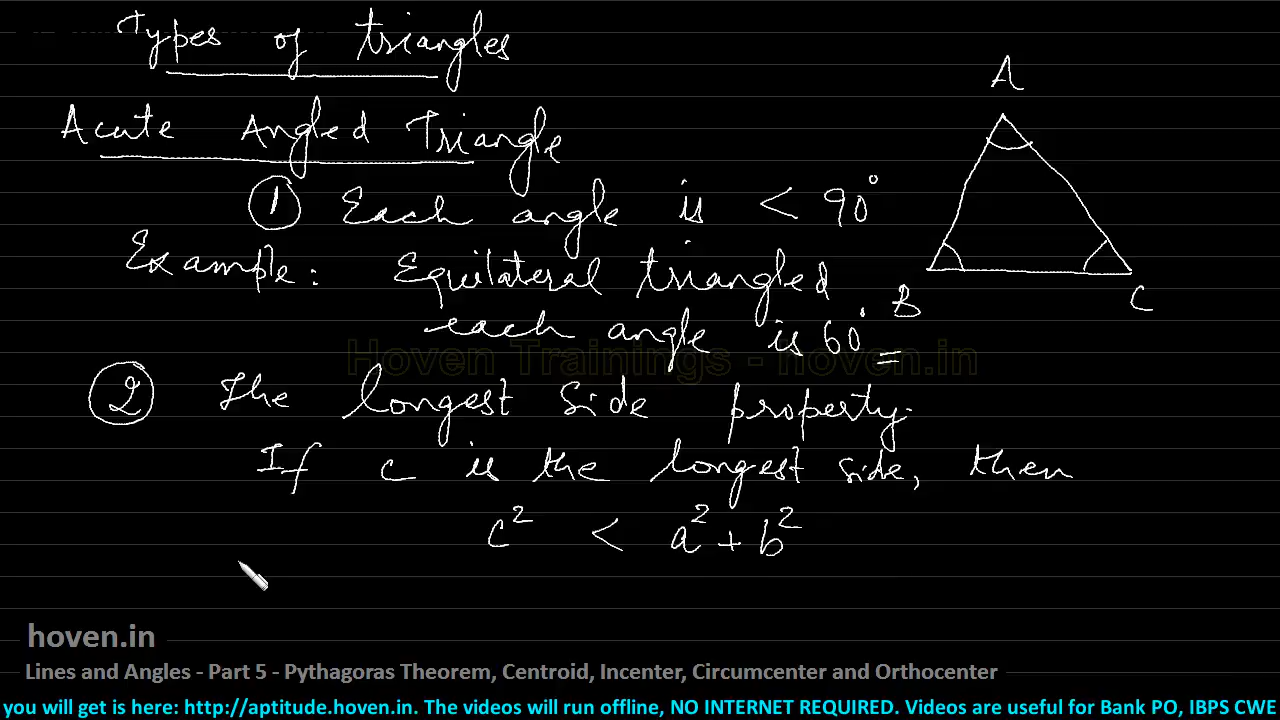 Types of triangles
Acute Angled Triangle
A
① Each angle is < 90°
Example: Equilateral triangled
B
C
each angle is 60°
Hoven Trainings - hoven.in
② The longest side property.
If c is the longest side, then
c² < a² + b²
hoven.in
Lines and Angles - Part 5 - Pythagoras Theorem, Centroid, Incenter, Circumcenter and Orthocenter
you will get is here: http://aptitude.hoven.in. The videos will run offline, NO INTERNET REQUIRED. Videos are useful for Bank PO, IBPS CWE